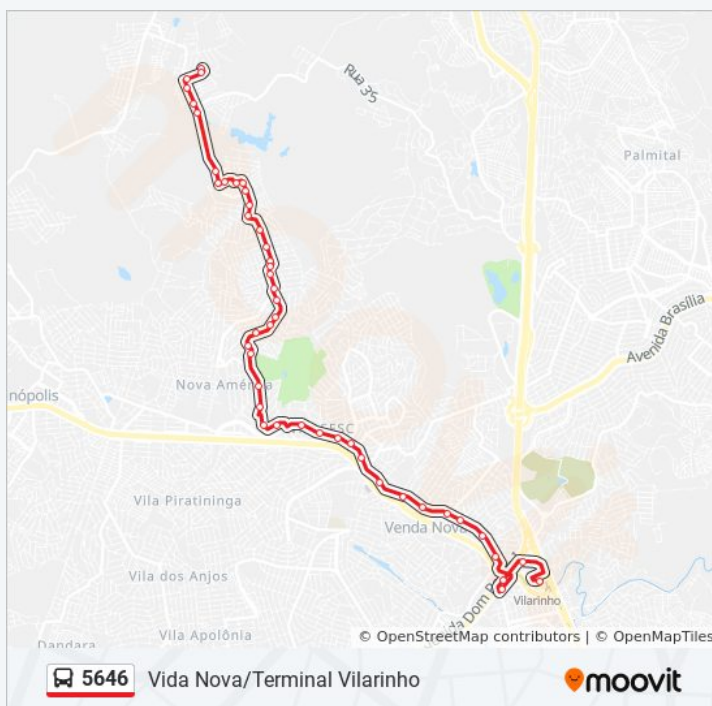 Rua 35
Palmital
Avenida Brasília
Nova América
nópolis
SESC
Vila Piratininga
Venda Nova
Vila dos Anjos
Vilarinho
Vila Apolônia
Dandara
© OpenStreetMap contributors | © OpenMapTiles
5646 Vida Nova/Terminal Vilarinho moovit